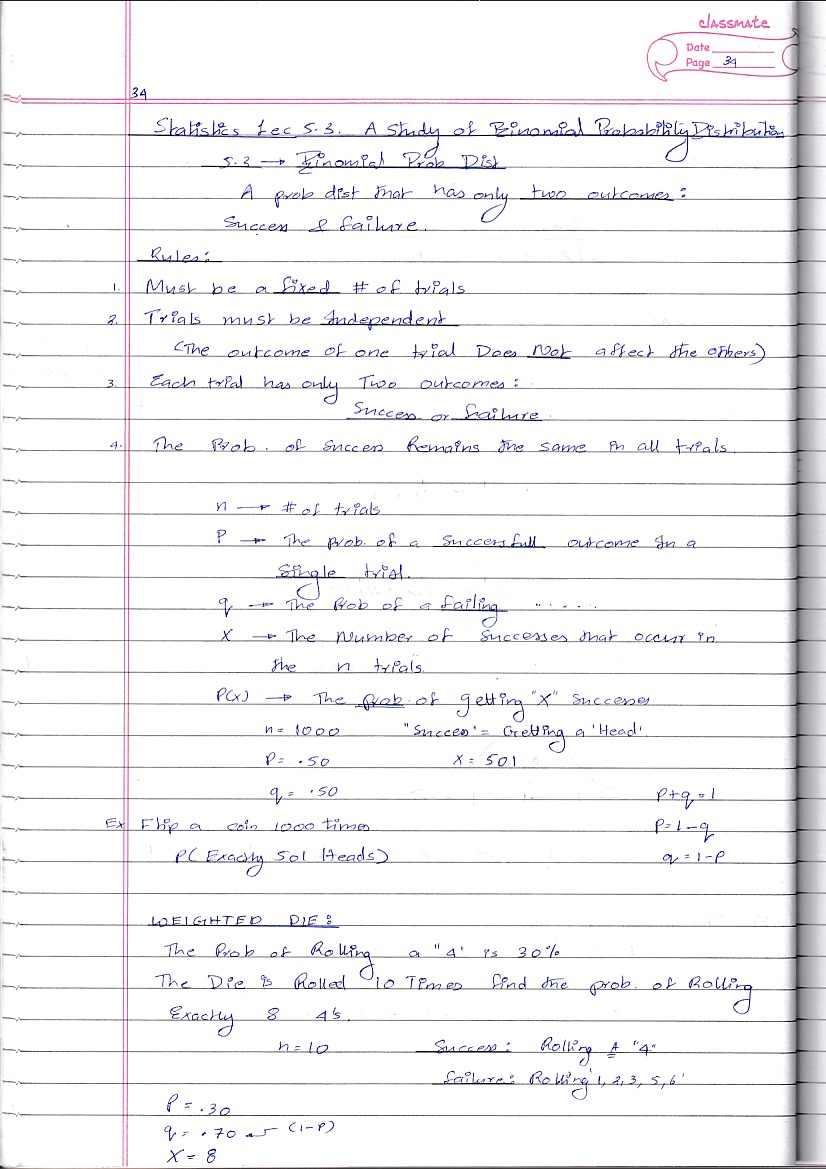 classmate
Date
Page 34
34
Statistics Lec 5.3. A Study of Binomial Probability Distribution
5.3 → Binomial Prob Dist
A prob dist that has only two outcomes:
Success & failure.
Rules:
1. Must be a fixed # of trials
2. Trials must be Independent
(The outcome of one trial Does Not affect the others)
3. Each trial has only Two outcomes:
Success or failure.
4. The Prob. of Success Remains the same in all trials.
n → # of trials
P → The prob. of a Successfull outcome In a
Single trial.
q → The Prob of a failing " . . . . .
X → The Number of Successes that occur in
the n trials.
P(x) → The prob of getting "X" Successes
n = 1000 "Success" = Getting a 'Head'.
P = .50 X = 501
q = .50 P+q = 1
Ex Flip a coin 1000 times P = 1-q
P( Exactly 501 Heads) q = 1-P
WEIGHTED DIE:
The Prob of Rolling a "4" is 30%
The Die is Rolled 10 Times find the prob. of Rolling
Exactly 8 4's.
n = 10 Success: Rolling A "4"
failure: Rolling 1, 2, 3, 5, 6'
P = .30
q = .70 (1-P)
X = 8